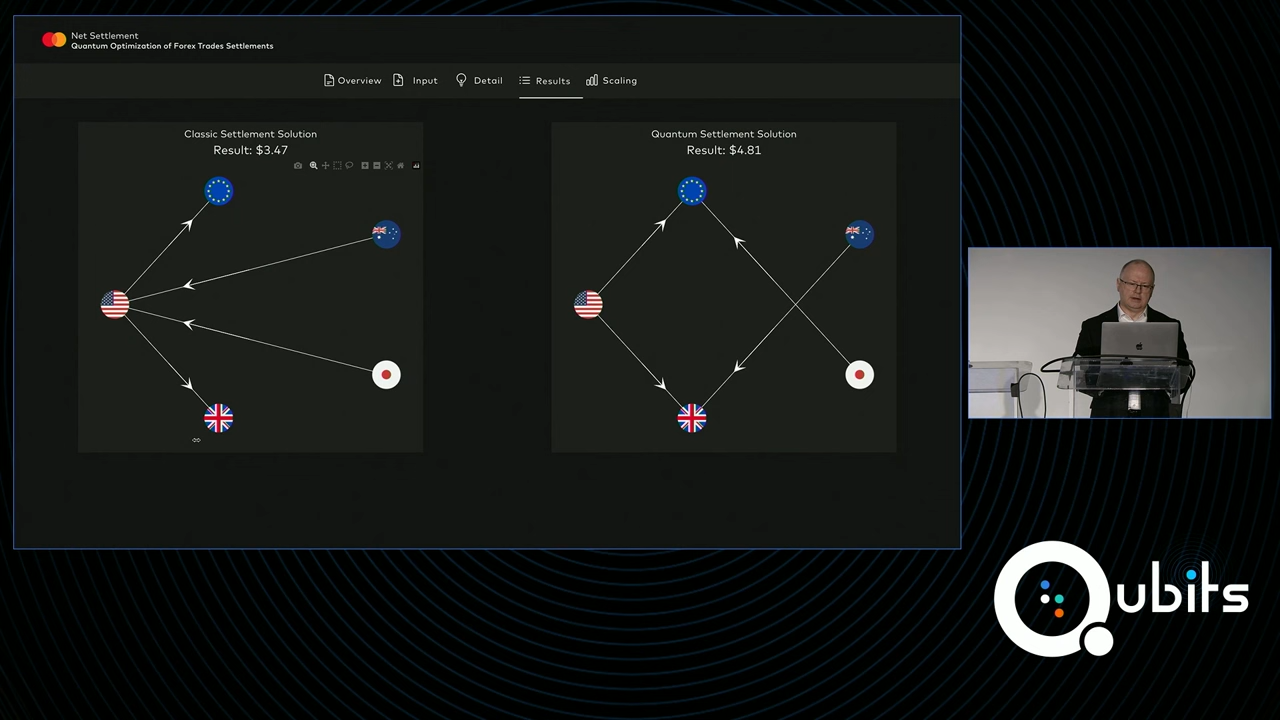 Net Settlement
Quantum Optimization of Forex Trades Settlements
Overview Input Detail Results Scaling
Classic Settlement Solution
Result: $3.47
Quantum Settlement Solution
Result: $4.81
Qubits